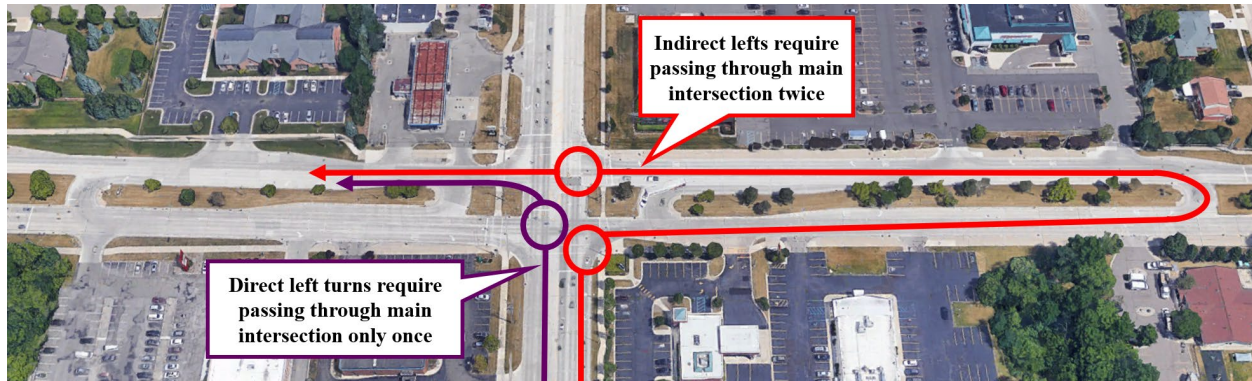 Indirect lefts require
passing through main
intersection twice
Direct left turns require
passing through main
intersection only once